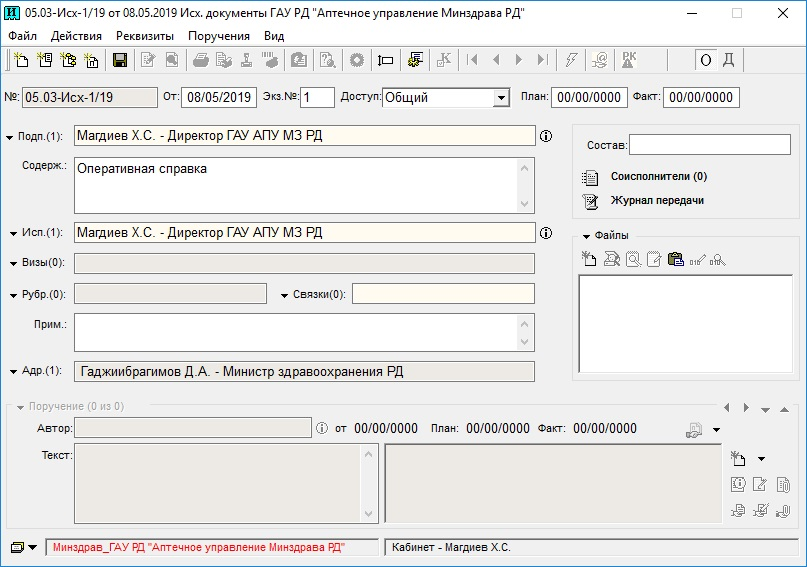 05.03-Исх-1/19 от 08.05.2019 Исх. документы ГАУ РД "Аптечное управление Минздрава РД"
Файл Действия Реквизиты Поручения Вид
РК О Д
№: 05.03-Исх-1/19 От: 08/05/2019 Экз.№: 1 Доступ: Общий План: 00/00/0000 Факт: 00/00/0000
Подп.(1): Магдиев Х.С. - Директор ГАУ АПУ МЗ РД
Состав:
Содерж.: Оперативная справка
Соисполнители (0)
Журнал передачи
Исп.(1): Магдиев Х.С. - Директор ГАУ АПУ МЗ РД
Файлы
Визы(0):
Рубр.(0): Связки(0):
Прим.:
Адр.(1): Гаджиибрагимов Д.А. - Министр здравоохранения РД
Поручение (0 из 0)
Автор: от 00/00/0000 План: 00/00/0000 Факт: 00/00/0000
Текст:
Минздрав_ГАУ РД "Аптечное управление Минздрава РД" Кабинет - Магдиев Х.С.